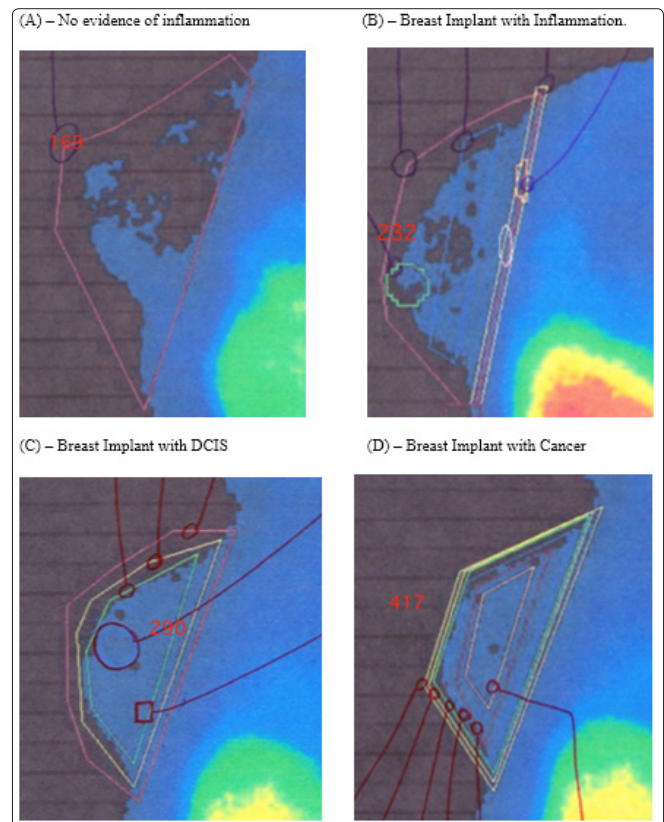 (A) – No evidence of inflammation
(B) – Breast Implant with Inflammation.
169
232
(C) – Breast Implant with DCIS
(D) – Breast Implant with Cancer
290
417